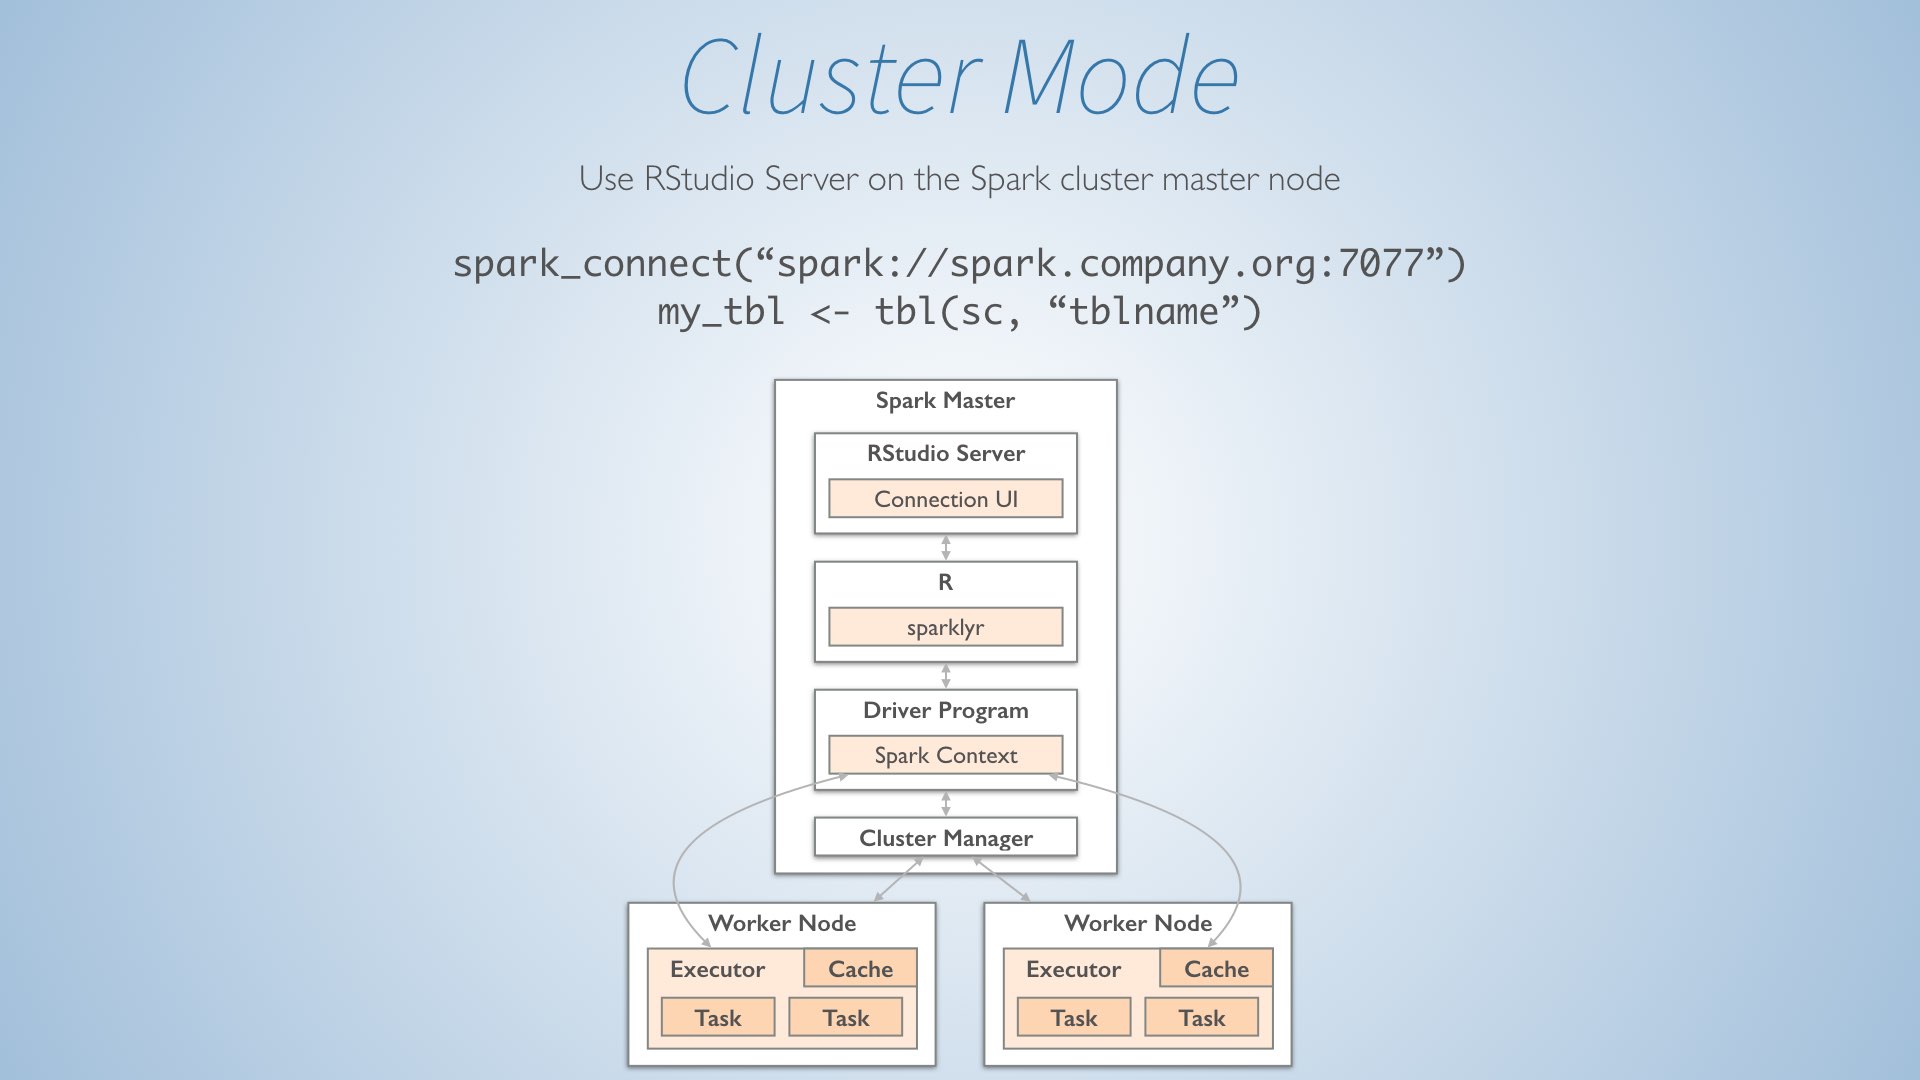 Cluster Mode
Use RStudio Server on the Spark cluster master node
spark_connect(“spark://spark.company.org:7077”)
my_tbl <- tbl(sc, “tblname”)
Spark Master
RStudio Server
Connection UI
R
sparklyr
Driver Program
Spark Context
Cluster Manager
Worker Node
Executor
Cache
Task Task
Worker Node
Executor
Cache
Task Task